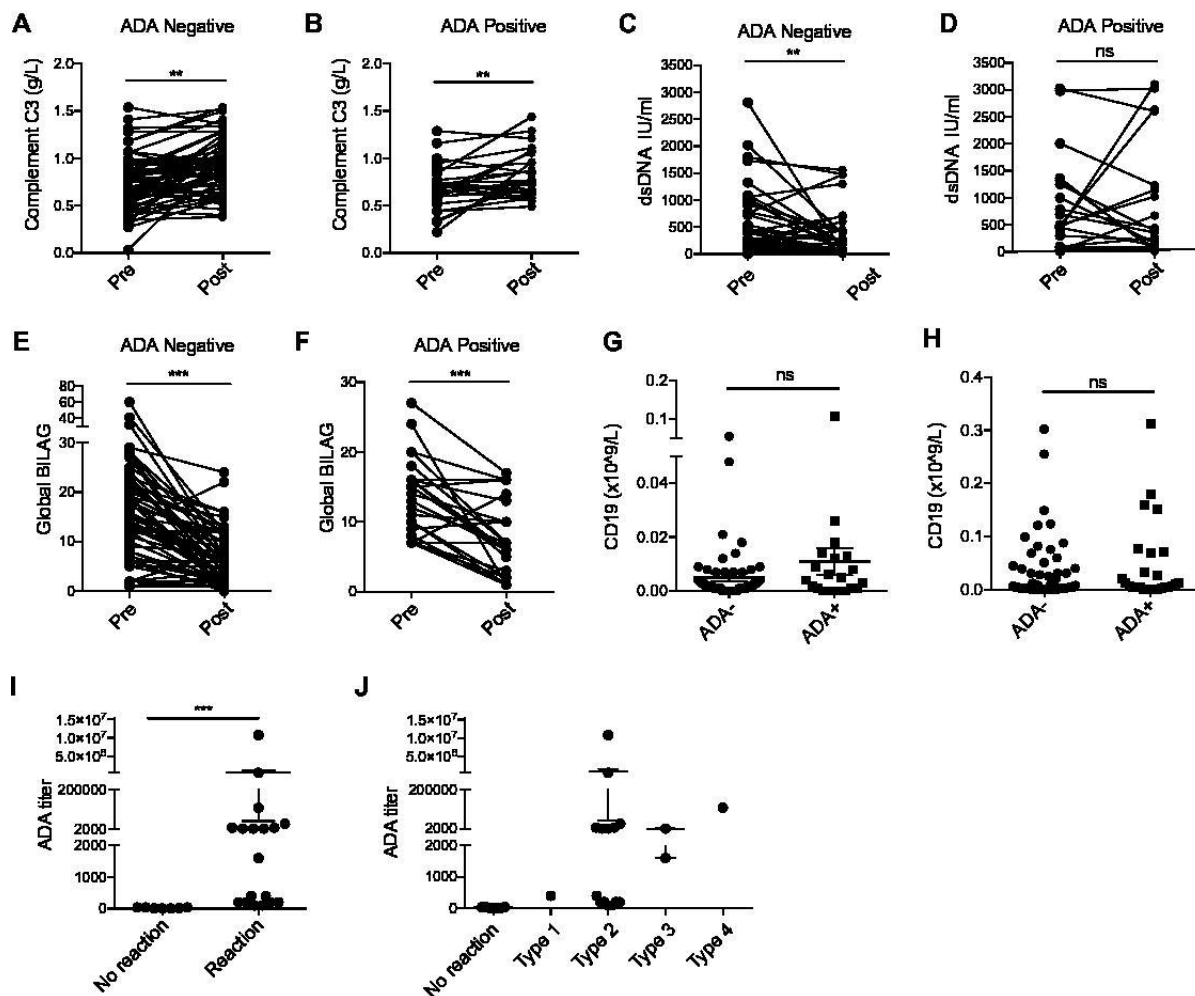 A ADA Negative
Complement C3 (g/L)
2.0
1.5
1.0
0.5
0.0
**
Pre Post
B ADA Positive
Complement C3 (g/L)
2.0
1.5
1.0
0.5
0.0
**
Pre Post
C ADA Negative
dsDNA IU/ml
3500
3000
2500
2000
1500
1000
500
0
**
Pre Post
D ADA Positive
dsDNA IU/ml
3500
3000
2500
2000
1500
1000
500
0
ns
Pre Post
E ADA Negative
Global BILAG
80
60
40
20
30
20
10
0
***
Pre Post
F ADA Positive
Global BILAG
30
20
10
0
***
Pre Post
G
CD19 (x10^9/L)
0.2
0.1
0.04
0.02
0.00
ns
ADA- ADA+
H
CD19 (x10^9/L)
0.4
0.3
0.2
0.1
0.0
ns
ADA- ADA+
I
ADA titer
1.5×10⁷
1.0×10⁷
5.0×10⁶
200000
2000
2000
1000
0
***
No reaction Reaction
J
ADA titer
1.5×10⁷
1.0×10⁷
5.0×10⁶
200000
2000
2000
1000
0
No reaction Type 1 Type 2 Type 3 Type 4